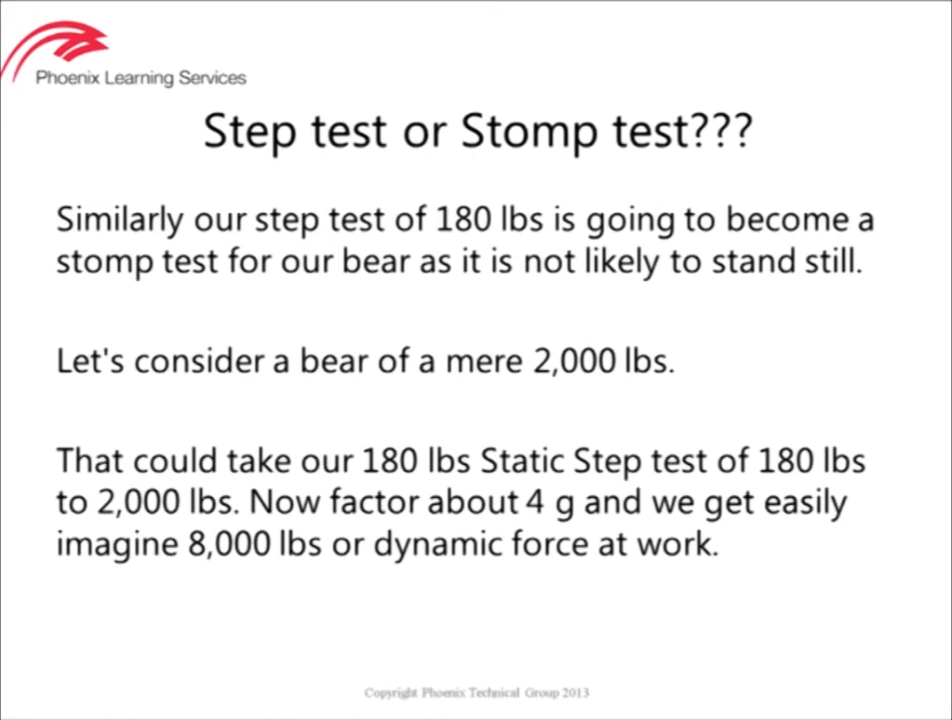 Phoenix Learning Services
Step test or Stomp test???
Similarly our step test of 180 lbs is going to become a
stomp test for our bear as it is not likely to stand still.
Let's consider a bear of a mere 2,000 lbs.
That could take our 180 lbs Static Step test of 180 lbs
to 2,000 lbs. Now factor about 4 g and we get easily
imagine 8,000 lbs or dynamic force at work.
Copyright Phoenix Technical Group 2013